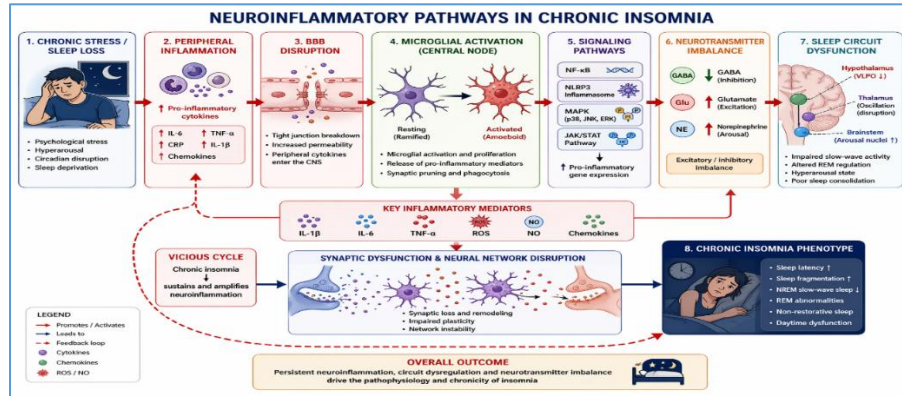 NEUROINFLAMMATORY PATHWAYS IN CHRONIC INSOMNIA
1. CHRONIC STRESS /
SLEEP LOSS
• Psychological stress
• Hyperarousal
• Circadian disruption
• Sleep deprivation
2. PERIPHERAL
INFLAMMATION
↑ Pro-inflammatory
cytokines
↑ IL-6 ↑ TNF-α
↑ CRP ↑ IL-1β
↑ Chemokines
3. BBB
DISRUPTION
• Tight junction breakdown
• Increased permeability
• Peripheral cytokines
enter the CNS
4. MICROGLIAL ACTIVATION
(CENTRAL NODE)
Resting
(Ramified)
Activated
(Amoeboid)
• Microglial activation and proliferation
• Release of pro-inflammatory mediators
• Synaptic pruning and phagocytosis
5. SIGNALING
PATHWAYS
NF-κB
NLRP3
Inflammasome
MAPK
(p38, JNK, ERK)
JAK/STAT
Pathway
↑ Pro-inflammatory
gene expression
6. NEUROTRANSMITTER
IMBALANCE
GABA ↓ GABA
(Inhibition)
Glu ↑ Glutamate
(Excitation)
NE ↑ Norepinephrine
(Arousal)
Excitatory / inhibitory
imbalance
7. SLEEP CIRCUIT
DYSFUNCTION
Hypothalamus
(VLPO ↓)
Thalamus
(Oscillation
disruption)
Brainstem
(Arousal nuclei ↑)
• Impaired slow-wave activity
• Altered REM regulation
• Hyperarousal state
• Poor sleep consolidation
KEY INFLAMMATORY MEDIATORS
ROS NO
IL-1β IL-6 TNF-α ROS NO Chemokines
VICIOUS CYCLE
Chronic insomnia
↓
sustains and amplifies
neuroinflammation
SYNAPTIC DYSFUNCTION & NEURAL NETWORK DISRUPTION
• Synaptic loss and remodeling
• Impaired plasticity
• Network instability
8. CHRONIC INSOMNIA PHENOTYPE
• Sleep latency ↑
• Sleep fragmentation ↑
• NREM slow-wave sleep ↓
• REM abnormalities
• Non-restorative sleep
• Daytime dysfunction
LEGEND
Promotes / Activates
Leads to
Feedback loop
Cytokines
Chemokines
ROS / NO
OVERALL OUTCOME
Persistent neuroinflammation, circuit dysregulation and neurotransmitter imbalance
drive the pathophysiology and chronicity of insomnia